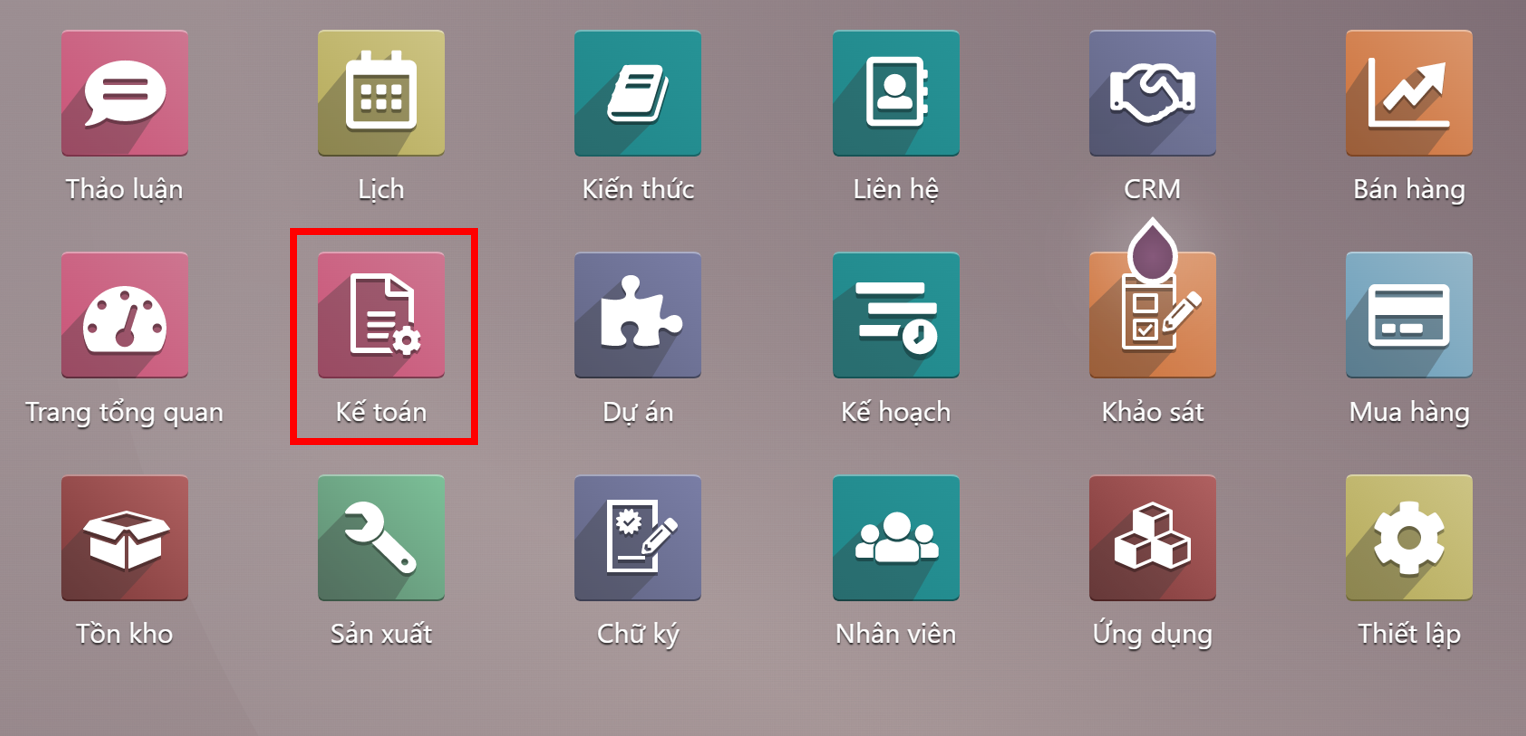 Thảo luận
Lịch
Kiến thức
Liên hệ
CRM
Bán hàng
Trang tổng quan
Kế toán
Dự án
Kế hoạch
Khảo sát
Mua hàng
Tồn kho
Sản xuất
Chữ ký
Nhân viên
Ứng dụng
Thiết lập